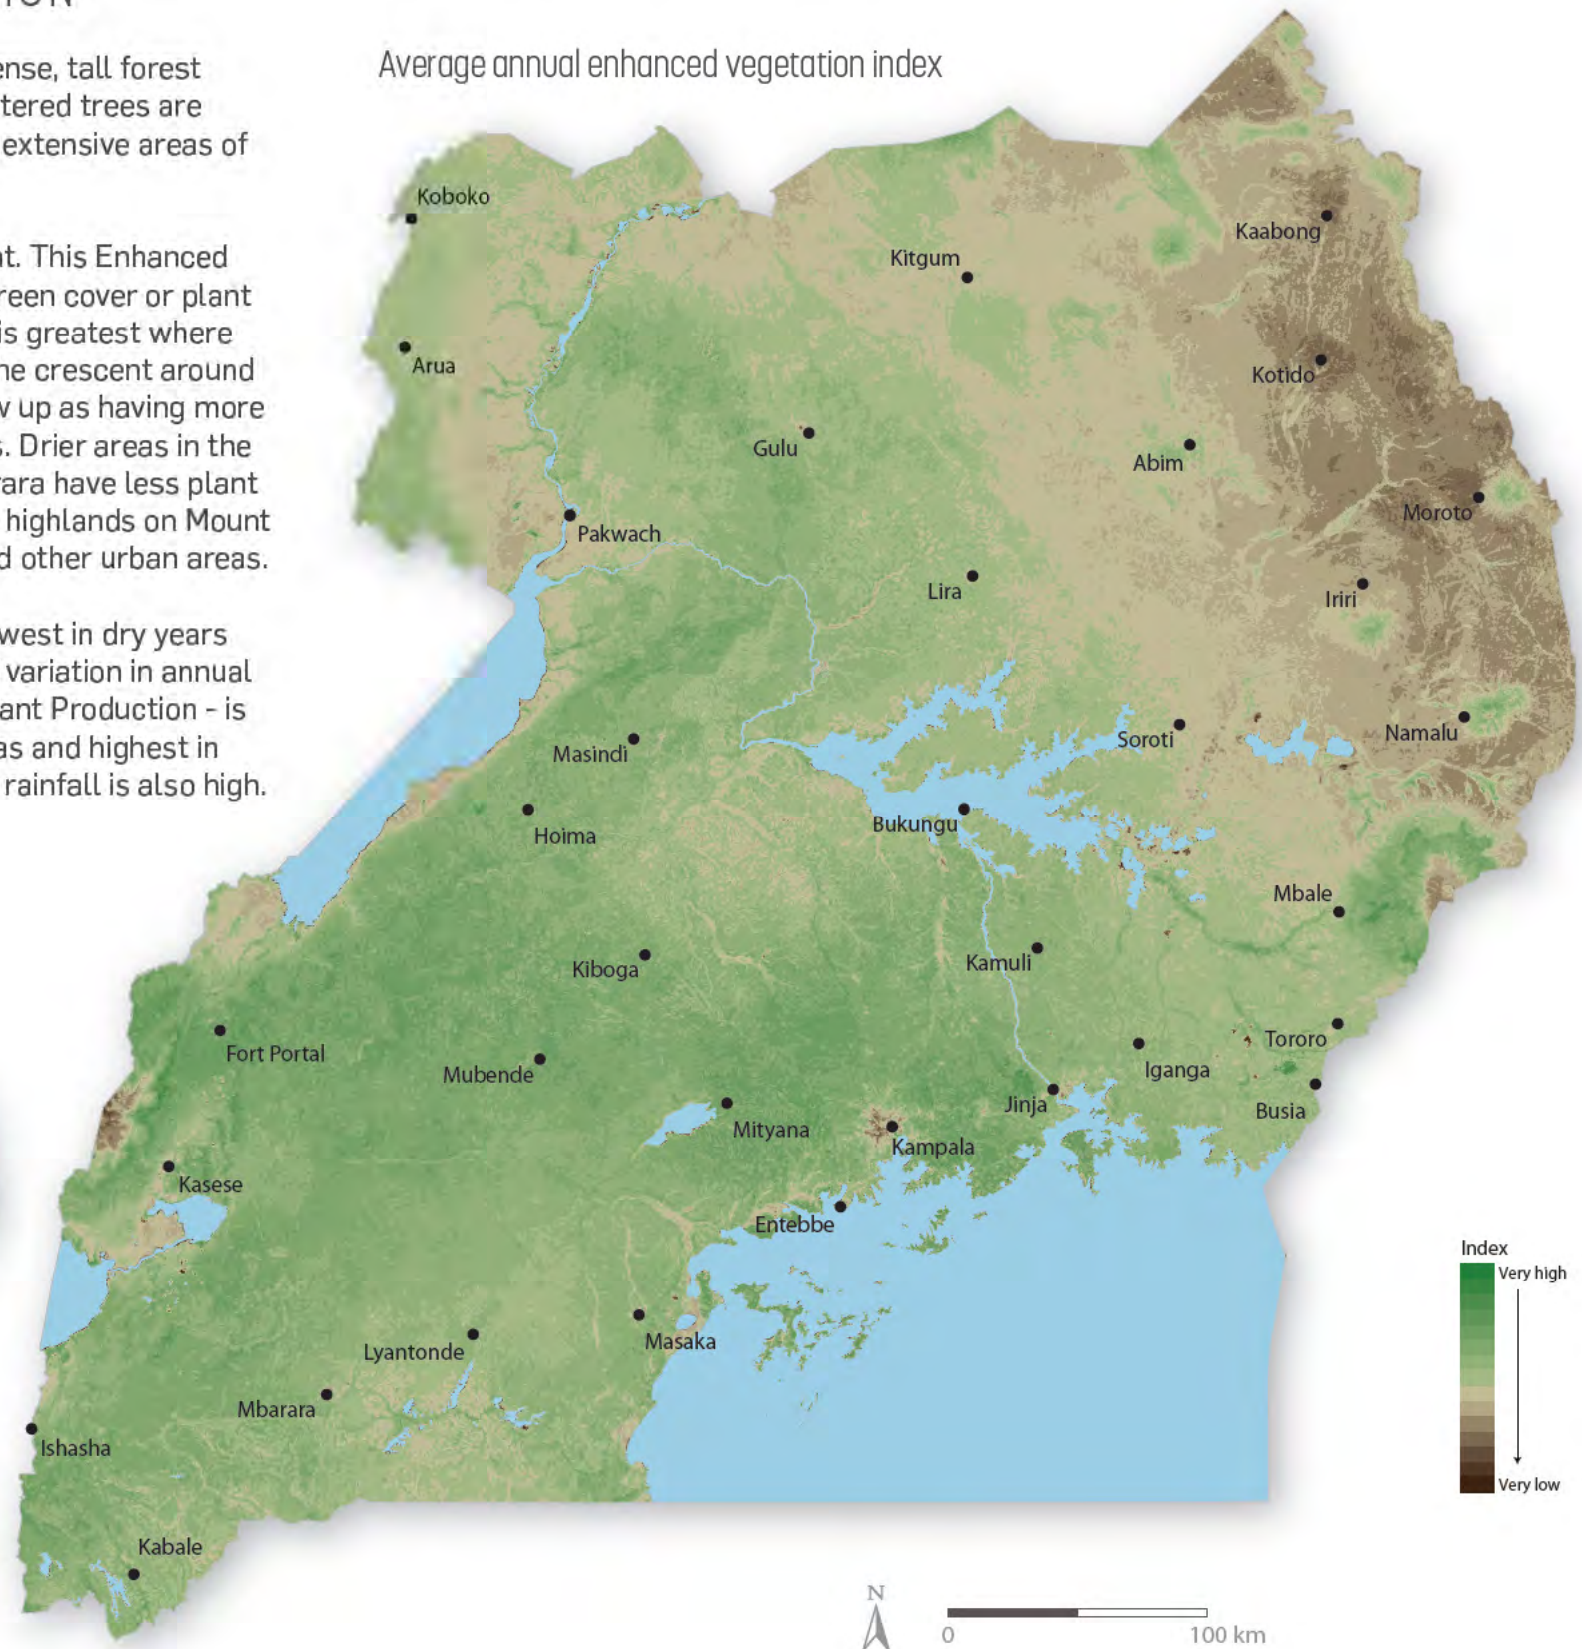 ense, tall forest
tered trees are
extensive areas of
t. This Enhanced
reen cover or plant
is greatest where
ne crescent around
w up as having more
s. Drier areas in the
rara have less plant
highlands on Mount
d other urban areas.
west in dry years
variation in annual
ant Production - is
as and highest in
rainfall is also high.
Average annual enhanced vegetation index
Koboko
Kaabong
Kitgum
Arua
Kotido
Gulu
Abim
Moroto
Pakwach
Lira
Iriri
Soroti
Namalu
Masindi
Bukungu
Hoima
Mbale
Kiboga
Kamuli
Fort Portal
Tororo
Mubende
Iganga
Jinja
Busia
Mityana
Kampala
Kasese
Entebbe
Masaka
Lyantonde
Mbarara
Ishasha
Kabale
Index
Very high
Very low
N
0 100 km